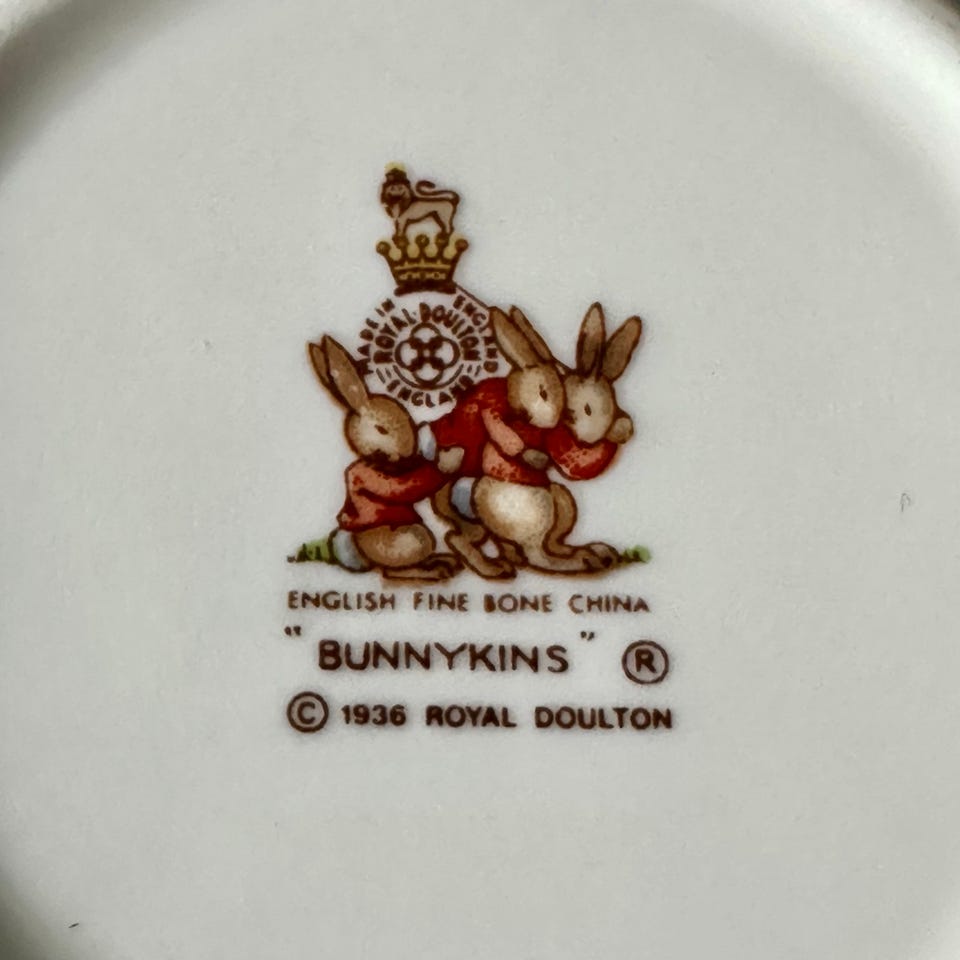 MADE IN ENGLAND
ROYAL·DOULTON
ENGLAND
ENGLISH FINE BONE CHINA
"BUNNYKINS" ®
© 1936 ROYAL DOULTON